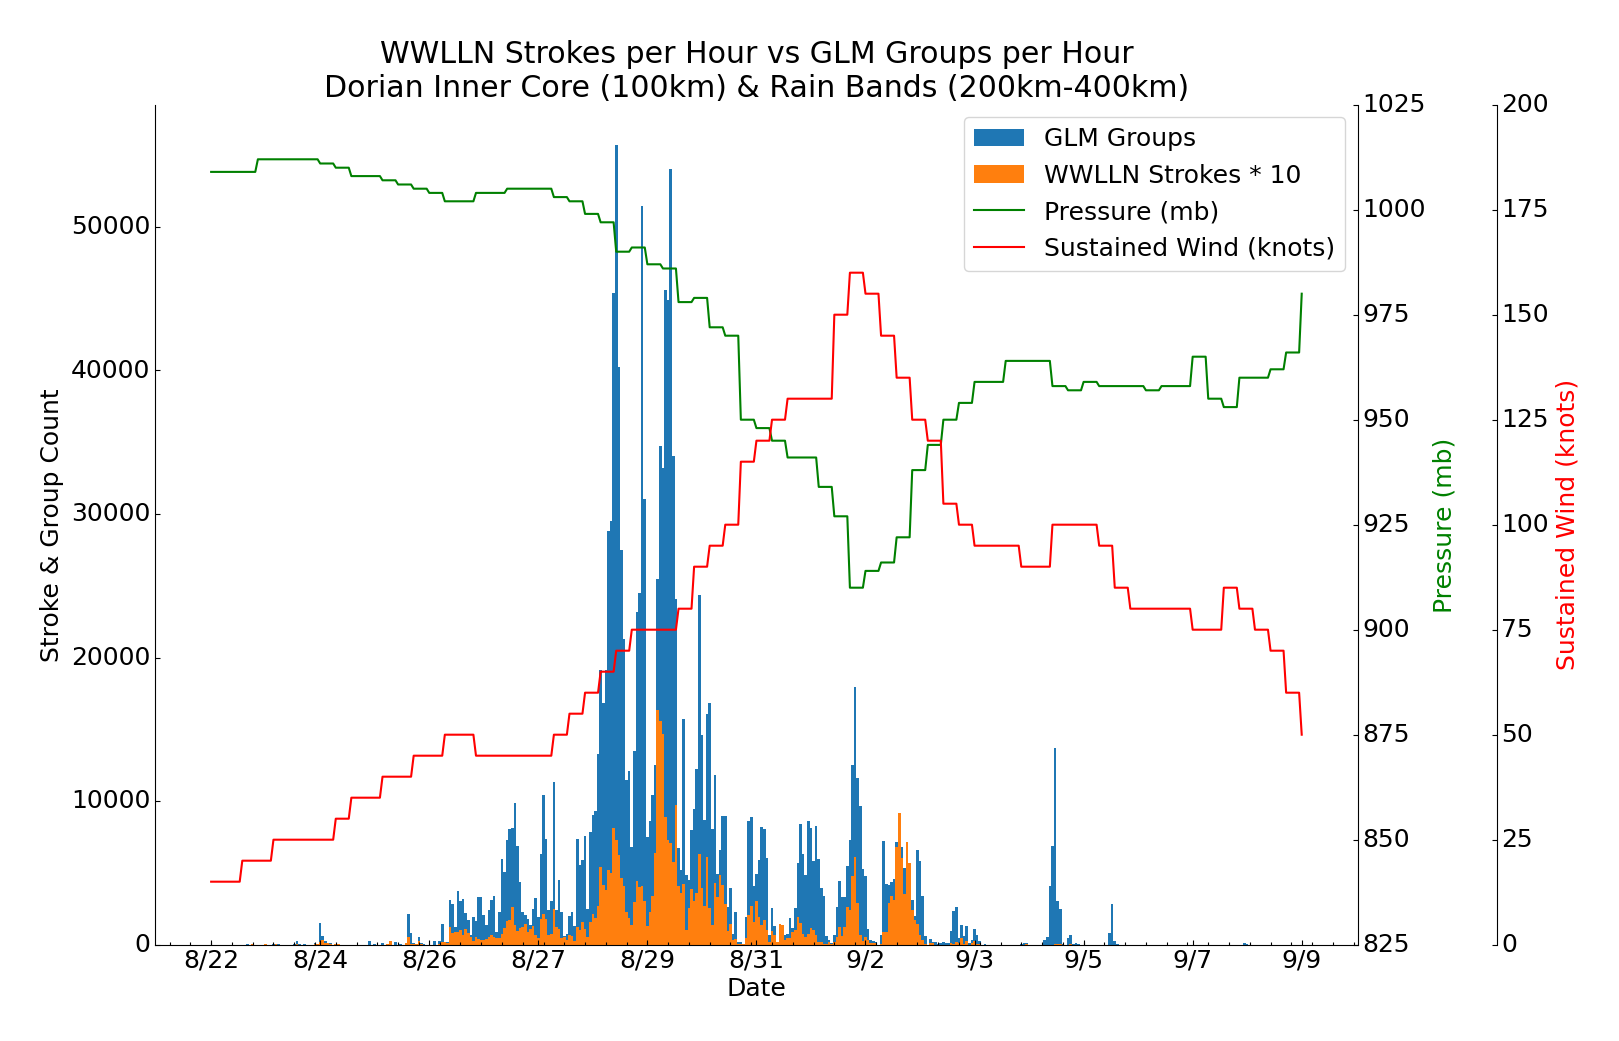 WWLLN Strokes per Hour vs GLM Groups per Hour
Dorian Inner Core (100km) & Rain Bands (200km-400km)
GLM Groups
WWLLN Strokes * 10
Pressure (mb)
Sustained Wind (knots)
Stroke & Group Count
50000
40000
30000
20000
10000
0
1025
1000
975
950
925
900
875
850
825
Pressure (mb)
200
175
150
125
100
75
50
25
0
Sustained Wind (knots)
8/22 8/24 8/26 8/27 8/29 8/31 9/2 9/3 9/5 9/7 9/9
Date